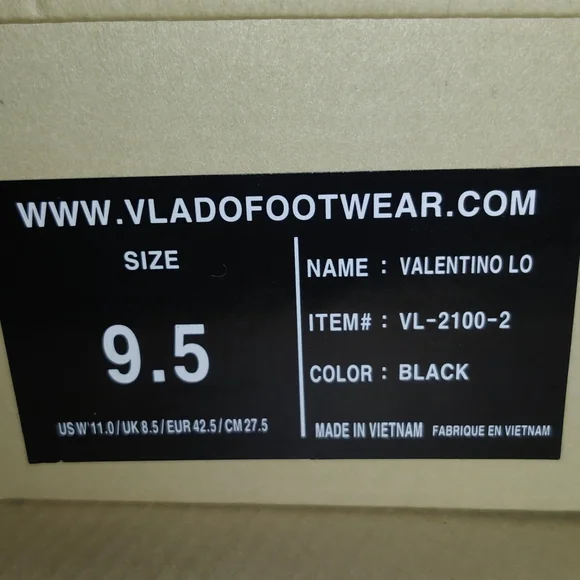 WWW.VLADOFOOTWEAR.COM
SIZE
9.5
US W'11.0/UK 8.5/EUR 42.5/CM 27.5
NAME : VALENTINO LO
ITEM# : VL-2100-2
COLOR : BLACK
MADE IN VIETNAM FABRIQUE EN VIETNAM